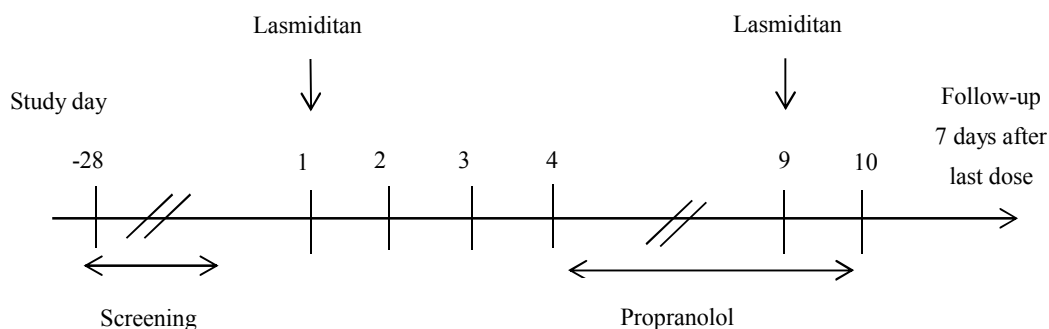 Lasmiditan
Lasmiditan
Study day
Follow-up
7 days after
last dose
-28
1
2
3
4
9
10
Screening
Propranolol